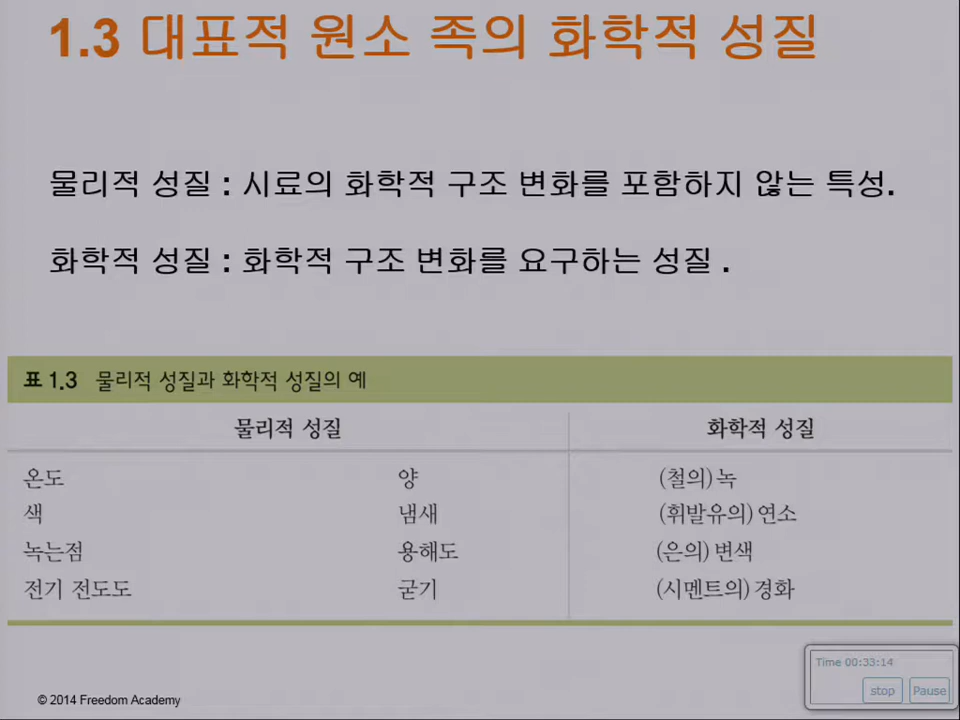 1.3 대표적 원소 족의 화학적 성질
물리적 성질 : 시료의 화학적 구조 변화를 포함하지 않는 특성.
화학적 성질 : 화학적 구조 변화를 요구하는 성질 .
표 1.3 물리적 성질과 화학적 성질의 예
물리적 성질 화학적 성질
온도 양 (철의) 녹
색 냄새 (휘발유의) 연소
녹는점 용해도 (은의) 변색
전기 전도도 굳기 (시멘트의) 경화
Time 00:33:14
stop Pause
© 2014 Freedom Academy